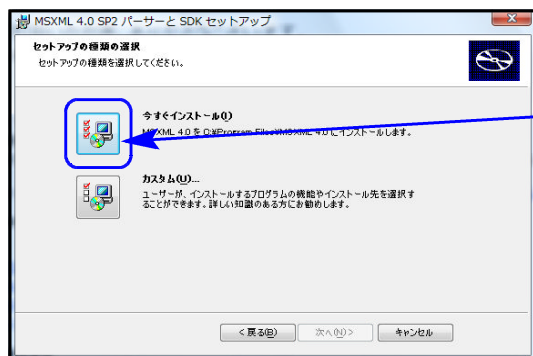 MSXML 4.0 SP2 パーサーと SDK セットアップ
セットアップの種類の選択
セットアップの種類を選択してください。
今すぐインストール(I)
MSXML 4.0 を C:¥Program Files¥MSXML 4.0 にインストールします。
カスタム(U)...
ユーザーが、インストールするプログラムの機能やインストール先を選択す
ることができます。詳しい知識のある方にお勧めします。
< 戻る(B)
次へ(N) >
キャンセル